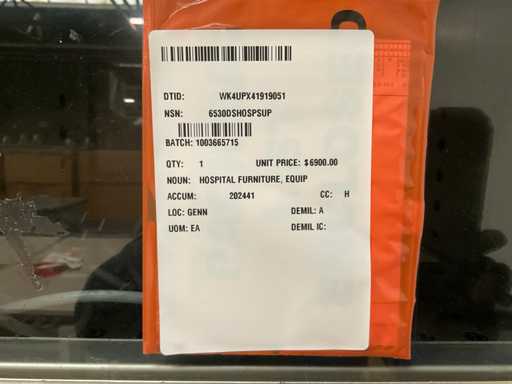 DTID: WK4UPX41919051
NSN: 6530DSHOSPSUP
BATCH: 1003665715
QTY: 1 UNIT PRICE: $6900.00
NOUN: HOSPITAL FURNITURE, EQUIP
ACCUM: 202441 CC: H
LOC: GENN DEMIL: A
UOM: EA DEMIL IC: